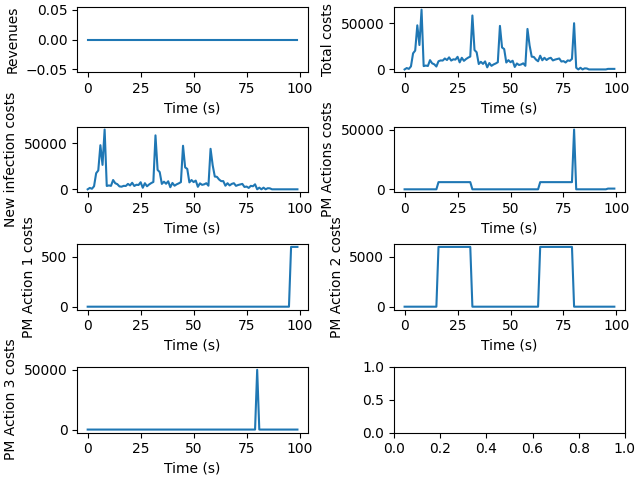 Revenues
0.05
0.00
−0.05
0 25 50 75 100
Time (s)
Total costs
50000
0
0 25 50 75 100
Time (s)
New infection costs
50000
0
0 25 50 75 100
Time (s)
PM Actions costs
50000
0
0 25 50 75 100
Time (s)
PM Action 1 costs
500
0
0 25 50 75 100
Time (s)
PM Action 2 costs
5000
0
0 25 50 75 100
Time (s)
PM Action 3 costs
50000
0
0 25 50 75 100
Time (s)
1.0
0.5
0.0
0.0 0.2 0.4 0.6 0.8 1.0